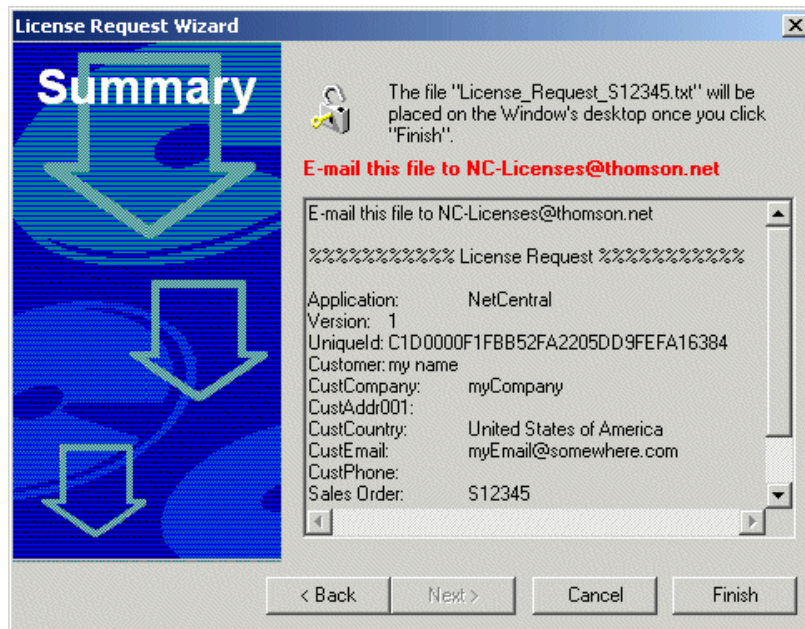 License Request Wizard
Summary
The file "License_Request_S12345.txt" will be
placed on the Window's desktop once you click
"Finish".
E-mail this file to NC-Licenses@thomson.net
E-mail this file to NC-Licenses@thomson.net
%%%%%%%%%%% License Request %%%%%%%%%%%
Application: NetCentral
Version: 1
UniqueId: C1D0000F1FBB52FA2205DD9FEFA16384
Customer: my name
CustCompany: myCompany
CustAddr001:
CustCountry: United States of America
CustEmail: myEmail@somewhere.com
CustPhone:
Sales Order: S12345
< Back Next > Cancel Finish